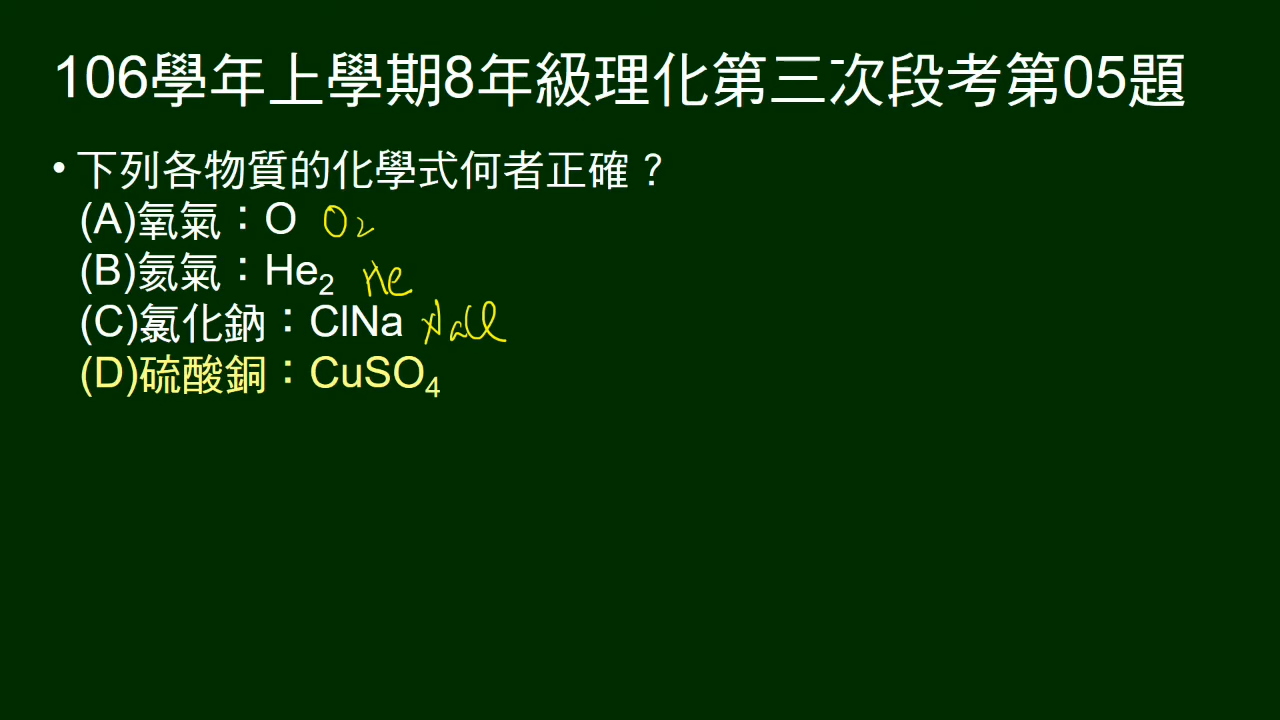 106學年上學期8年級理化第三次段考第05題
• 下列各物質的化學式何者正確？
(A)氧氣：O O₂
(B)氦氣：He₂ He
(C)氯化鈉：ClNa NaCl
(D)硫酸銅：CuSO₄